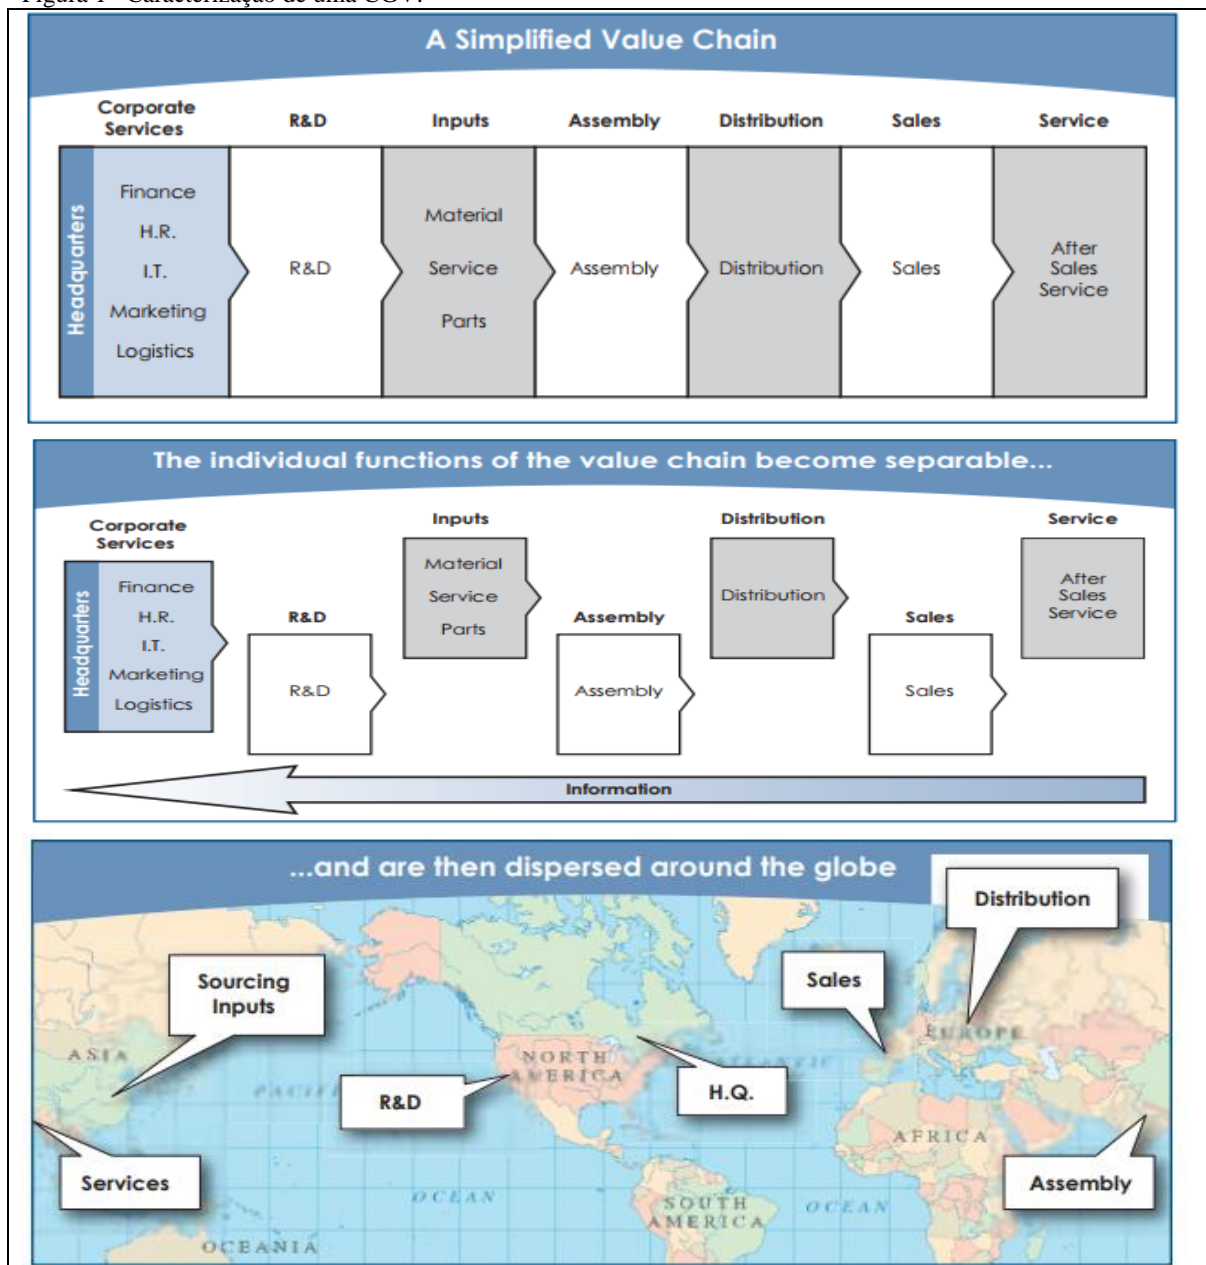 A Simplified Value Chain
Corporate
Services
R&D
Inputs
Assembly
Distribution
Sales
Service
Headquarters
Finance
H.R.
I.T.
Marketing
Logistics
R&D
Material
Service
Parts
Assembly
Distribution
Sales
After
Sales
Service
The individual functions of the value chain become separable...
Corporate
Services
Headquarters
Finance
H.R.
I.T.
Marketing
Logistics
R&D
R&D
Inputs
Material
Service
Parts
Assembly
Assembly
Distribution
Distribution
Sales
Sales
Service
After
Sales
Service
Information
...and are then dispersed around the globe
Distribution
Sourcing
Inputs
Sales
ASIA
NORTH
AMERICA
ATLANTIC
EUROPE
R&D
H.Q.
AFRICA
Services
Assembly
OCEAN
SOUTH
AMERICA
OCEAN
OCEANIA